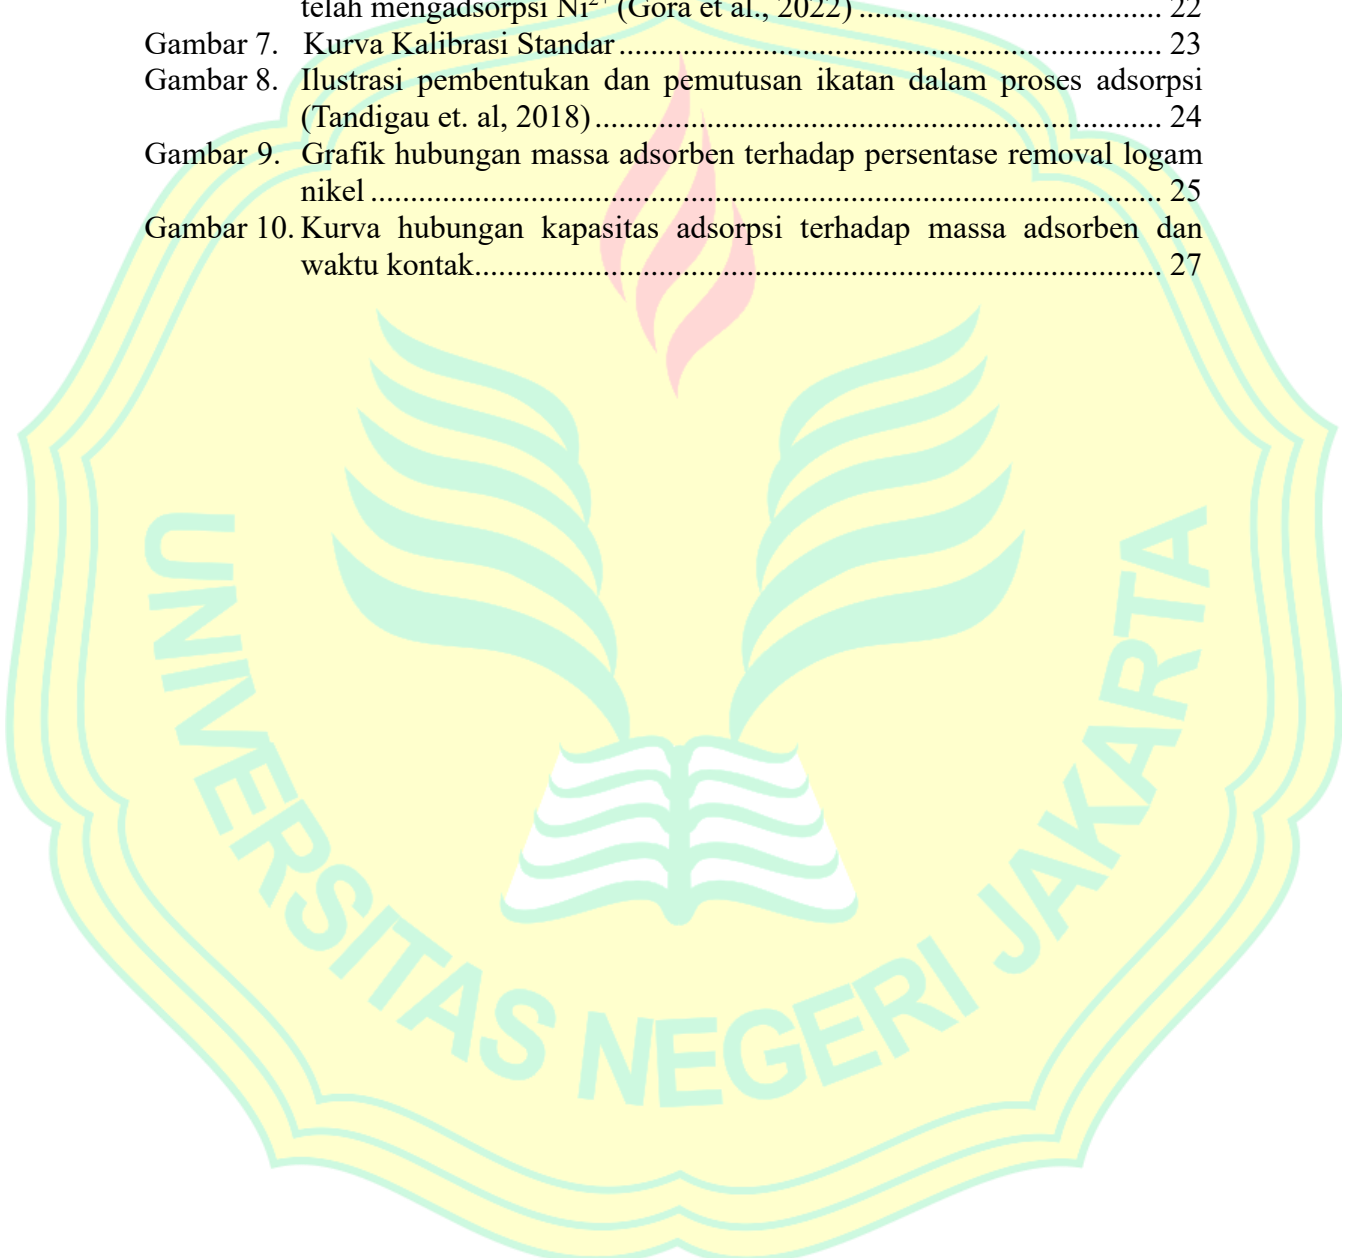 telah mengadsorpsi Ni²⁺ (Gora et al., 2022) ..................................... 22
Gambar 7. Kurva Kalibrasi Standar ................................................................... 23
Gambar 8. Ilustrasi pembentukan dan pemutusan ikatan dalam proses adsorpsi
(Tandigau et. al, 2018) ...................................................................... 24
Gambar 9. Grafik hubungan massa adsorben terhadap persentase removal logam
nikel ................................................................................................. 25
Gambar 10. Kurva hubungan kapasitas adsorpsi terhadap massa adsorben dan
waktu kontak..................................................................................... 27
UNIVERSITAS NEGERI JAKARTA